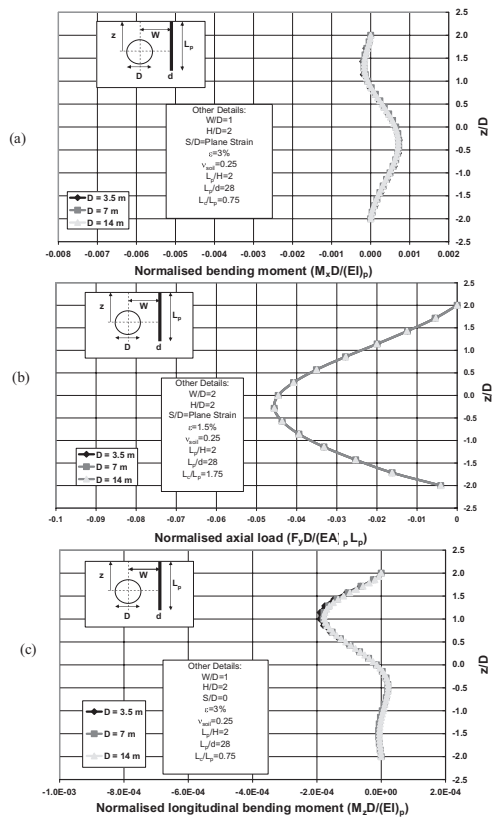 (a)
z
W
L_p
D
d
Other Details:
W/D=1
H/D=2
S/D=Plane Strain
ε=3%
ν_soil=0.25
L_p/H=2
L_p/d=28
L_c/L_p=0.75
D = 3.5 m
D = 7 m
D = 14 m
2.5
2.0
1.5
1.0
0.5
0.0
-0.5
-1.0
-1.5
-2.0
-2.5
z/D
-0.008 -0.007 -0.006 -0.005 -0.004 -0.003 -0.002 -0.001 0.000 0.001 0.002
Normalised bending moment (M_xD/(EI)_p)
(b)
z
W
L_p
D
d
Other Details:
W/D=2
H/D=2
S/D=Plane Strain
ε=1.5%
ν_soil=0.25
L_p/H=2
L_p/d=28
L_c/L_p=1.75
D = 3.5 m
D = 7 m
D = 14 m
2.5
2.0
1.5
1.0
0.5
0.0
-0.5
-1.0
-1.5
-2.0
-2.5
z/D
-0.1 -0.09 -0.08 -0.07 -0.06 -0.05 -0.04 -0.03 -0.02 -0.01 0
Normalised axial load (F_yD/(EA)_p L_p)
(c)
z
W
L_p
D
d
Other Details:
W/D=1
H/D=2
S/D=0
ε=3%
ν_soil=0.25
L_p/H=2
L_p/d=28
L_c/L_p=0.75
D = 3.5 m
D = 7 m
D = 14 m
2.5
2.0
1.5
1.0
0.5
0.0
-0.5
-1.0
-1.5
-2.0
-2.5
z/D
-1.0E-03 -8.0E-04 -6.0E-04 -4.0E-04 -2.0E-04 0.0E+00 2.0E-04 4.0E-04
Normalised longitudinal bending moment (M_zD/(EI)_p)